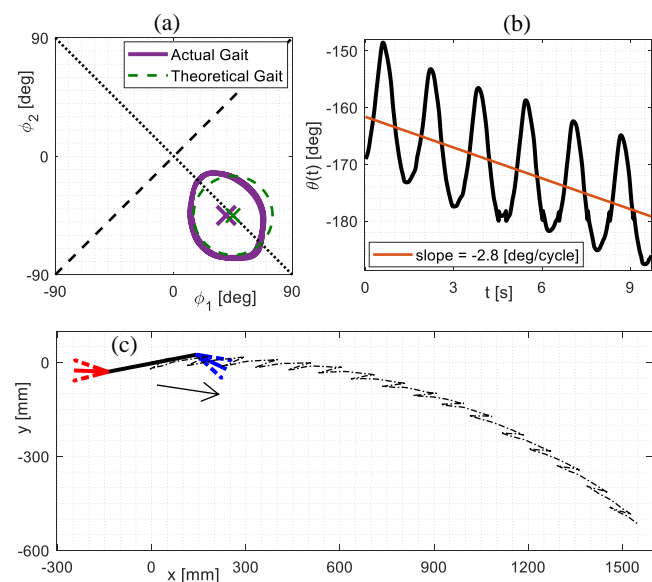 (a)
90
0
-90
-90
0
90
ϕ2 [deg]
ϕ1 [deg]
Actual Gait
Theoretical Gait
(b)
-150
-160
-170
-180
0
3
6
9
θ(t) [deg]
t [s]
slope = -2.8 [deg/cycle]
(c)
0
-300
-600
-300
0
300
600
900
1200
1500
y [mm]
x [mm]